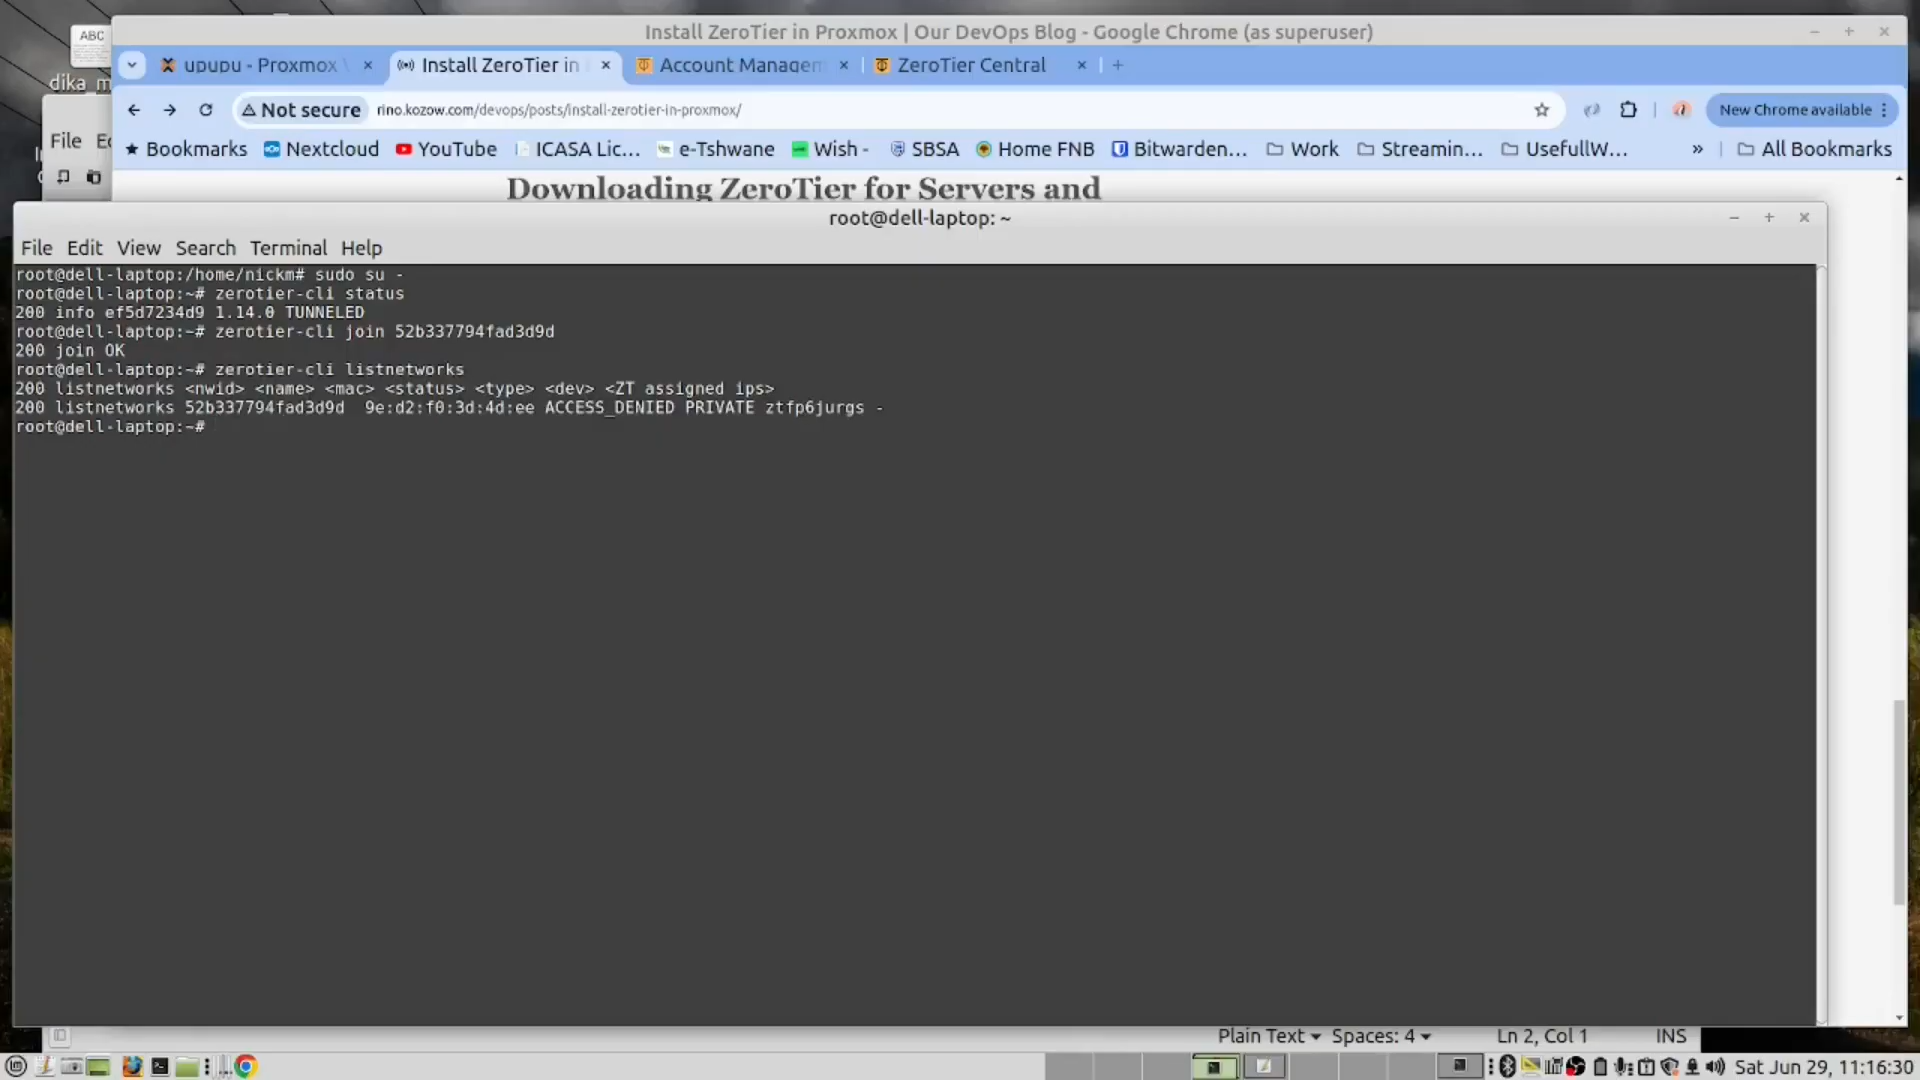 ABC
dika_m
File Ec
Install ZeroTier in Proxmox | Our DevOps Blog - Google Chrome (as superuser)
upupu - Proxmox
Install ZeroTier in
Account Managem
ZeroTier Central
Not secure
rino.kozow.com/devops/posts/install-zerotier-in-proxmox/
New Chrome available
Bookmarks Nextcloud YouTube ICASA Lic... e-Tshwane Wish - SBSA Home FNB Bitwarden... Work Streamin... UsefullW... » All Bookmarks
Downloading ZeroTier for Servers and
root@dell-laptop: ~
File Edit View Search Terminal Help
root@dell-laptop:/home/nickm# sudo su -
root@dell-laptop:~# zerotier-cli status
200 info ef5d7234d9 1.14.0 TUNNELED
root@dell-laptop:~# zerotier-cli join 52b337794fad3d9d
200 join OK
root@dell-laptop:~# zerotier-cli listnetworks
200 listnetworks <nwid> <name> <mac> <status> <type> <dev> <ZT assigned ips>
200 listnetworks 52b337794fad3d9d  9e:d2:f0:3d:4d:ee ACCESS_DENIED PRIVATE ztfp6jurgs -
root@dell-laptop:~#
Plain Text Spaces: 4 Ln 2, Col 1 INS
Sat Jun 29, 11:16:30